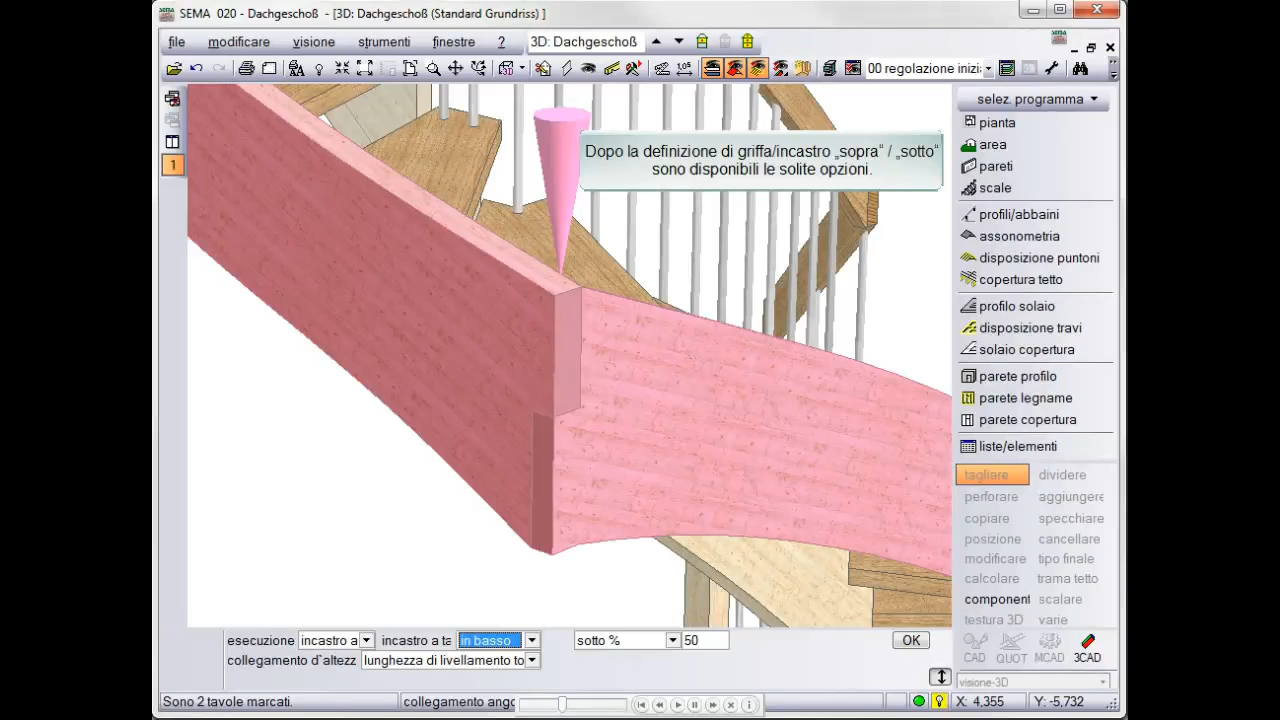 SEMA 020 - Dachgeschoß - [3D: Dachgeschoß (Standard Grundriss) ]
file modificare visione strumenti finestre ? 3D: Dachgeschoß
00 regolazione inizi:
1
Dopo la definizione di griffa/incastro „sopra“ / „sotto“
sono disponibili le solite opzioni.
selez. programma
pianta
area
pareti
scale
profili/abbaini
assonometria
disposizione puntoni
copertura tetto
profilo solaio
disposizione travi
solaio copertura
parete profilo
parete legname
parete copertura
liste/elementi
tagliare dividere
perforare aggiungere
copiare specchiare
posizione cancellare
modificare tipo finale
calcolare trama tetto
component scalare
testura 3D varie
CAD QUOT MCAD 3CAD
visione-3D
esecuzione incastro a incastro a ta in basso sotto % 50 OK
collegamento d`altezz lunghezza di livellamento to
Sono 2 tavole marcati. collegamento ango X: 4,355 Y: -5,732